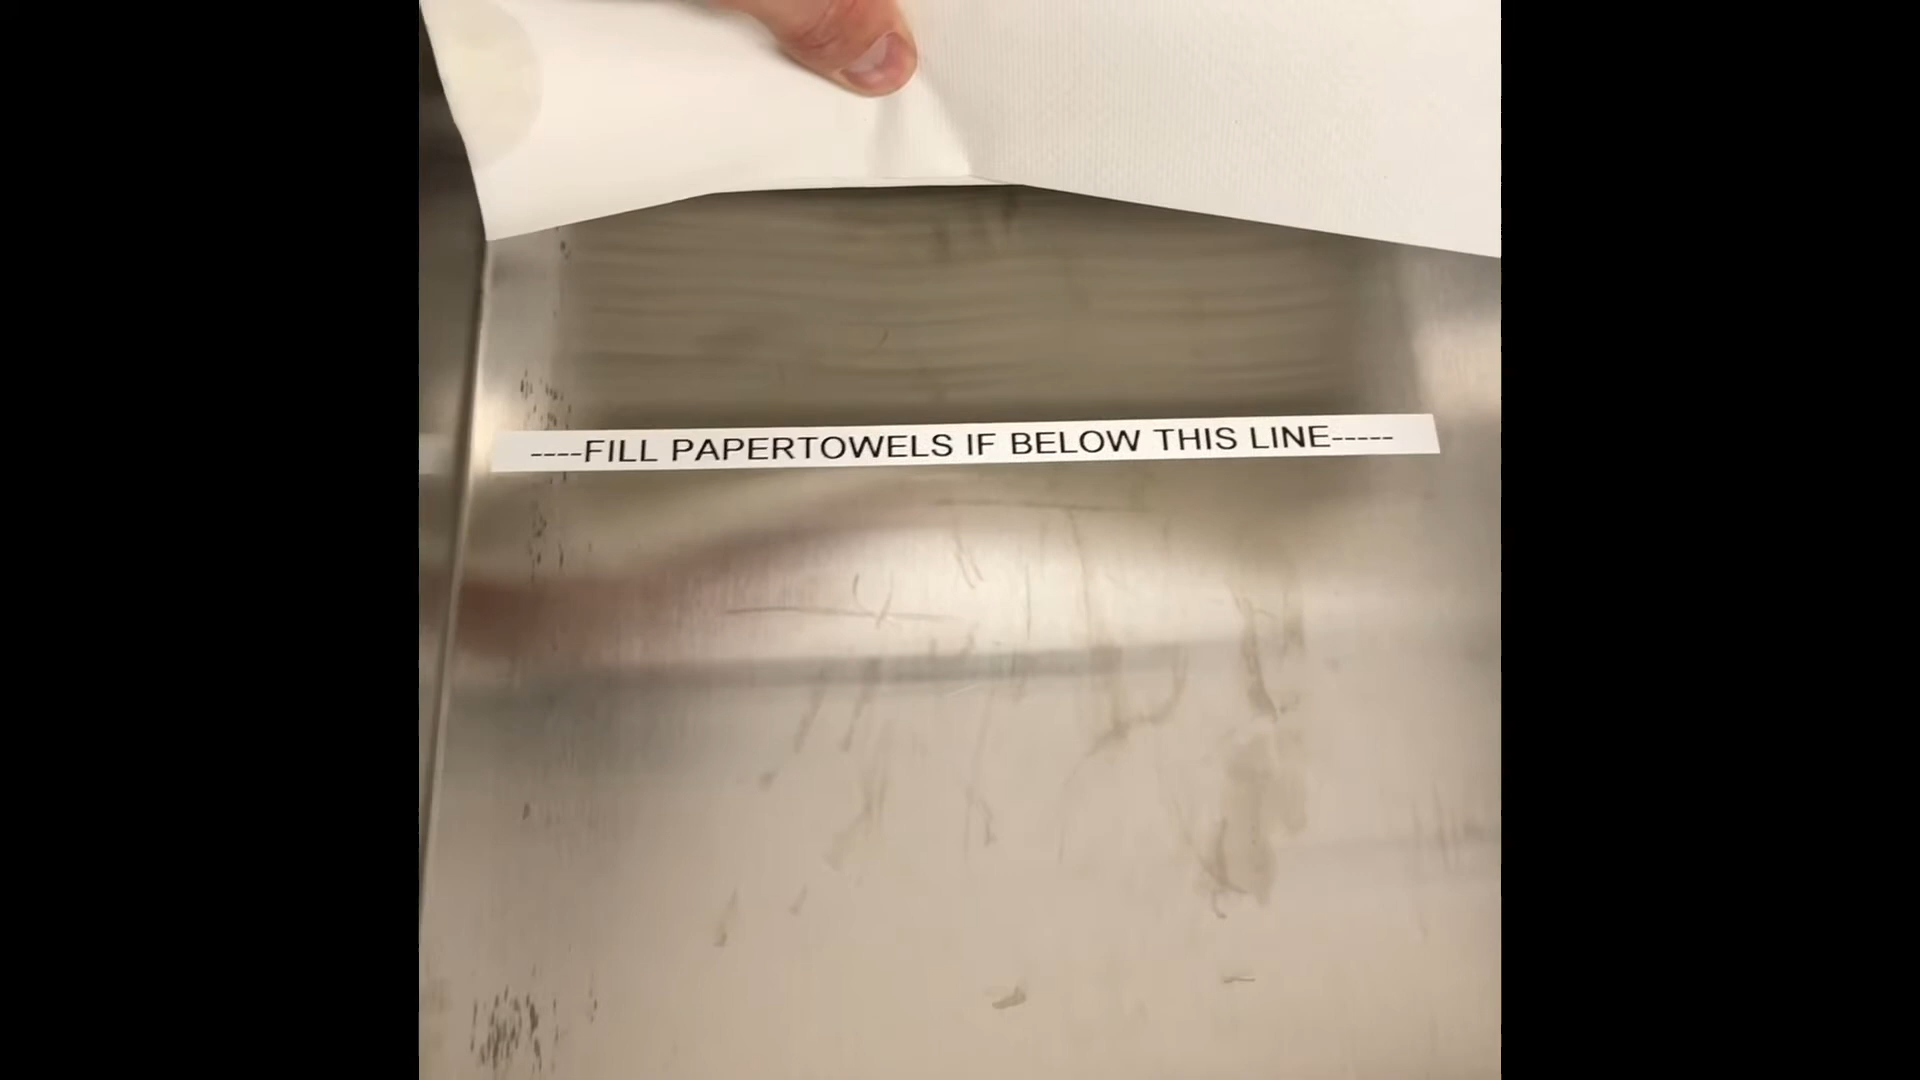 ----FILL PAPERTOWELS IF BELOW THIS LINE-----